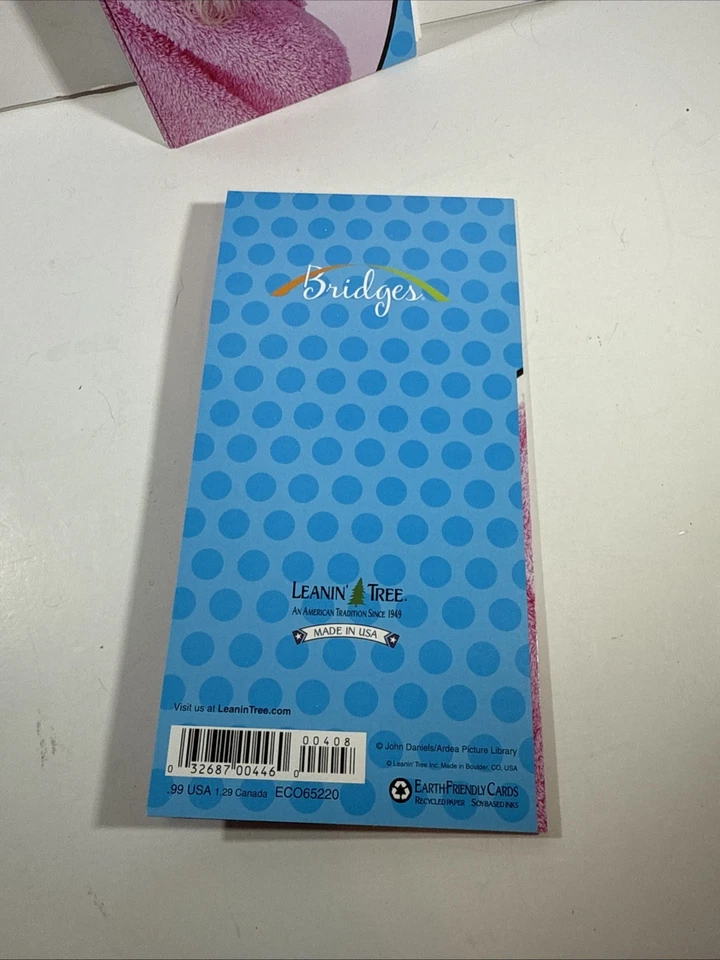 Bridges®
LEANIN' TREE®
AN AMERICAN TRADITION SINCE 1949
MADE IN USA
Visit us at LeaninTree.com
00408
0 32687 00446 0
© John Daniels/Ardea Picture Library
© Leanin' Tree Inc. Made in Boulder, CO, USA
.99 USA 1.29 Canada ECO65220
EARTH FRIENDLY CARDS
RECYCLED PAPER SOY BASED INKS